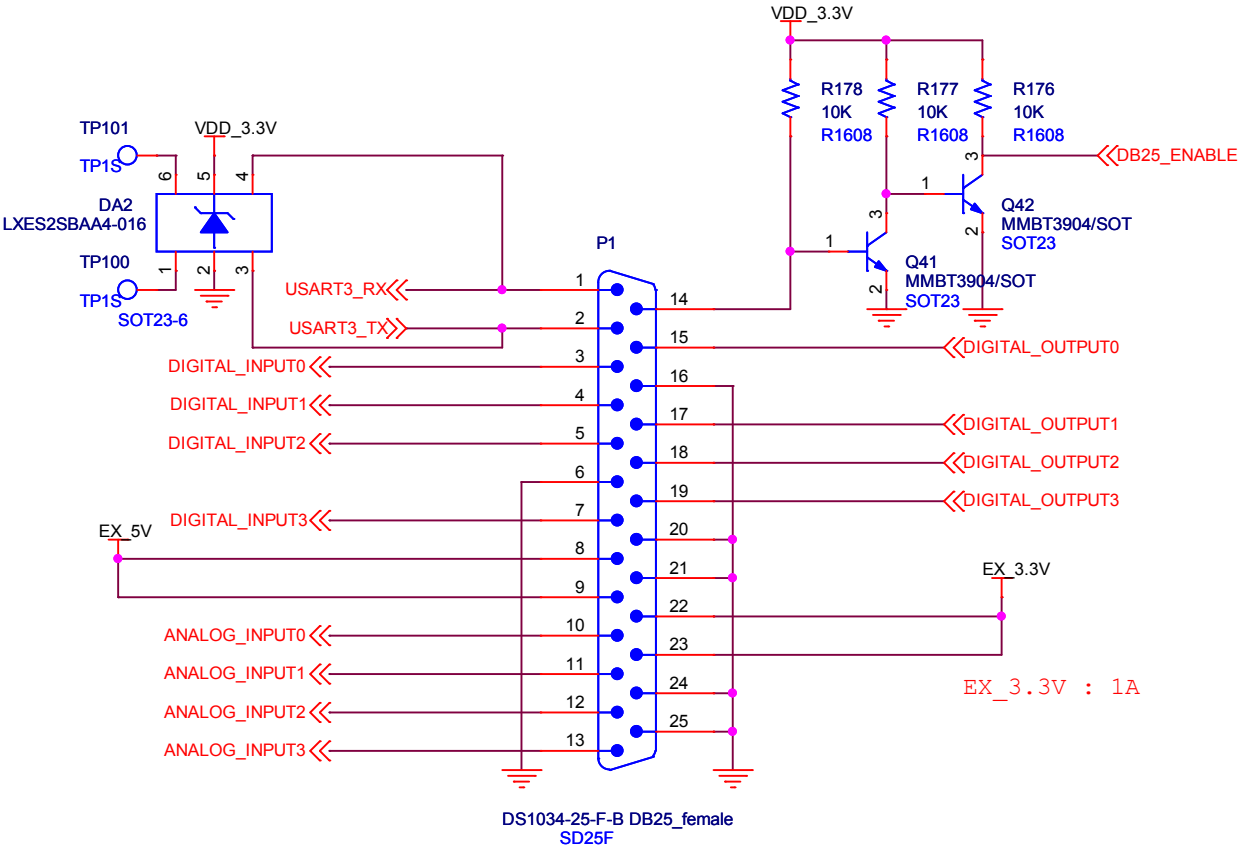 VDD_3.3V
R178
10K
R1608
R177
10K
R1608
R176
10K
R1608
DB25_ENABLE
3
1
Q42
MMBT3904/SOT
SOT23
2
3
1
Q41
MMBT3904/SOT
SOT23
2
TP101
TP1S
VDD_3.3V
6
5
4
DA2
LXES2SBAA4-016
TP100
TP1S
1
2
3
SOT23-6
P1
USART3_RX
1
14
USART3_TX
2
15
DIGITAL_OUTPUT0
DIGITAL_INPUT0
3
16
DIGITAL_INPUT1
4
17
DIGITAL_OUTPUT1
DIGITAL_INPUT2
5
18
DIGITAL_OUTPUT2
6
19
DIGITAL_OUTPUT3
DIGITAL_INPUT3
7
20
EX_5V
8
21
EX_3.3V
9
22
ANALOG_INPUT0
10
23
ANALOG_INPUT1
11
24
EX_3.3V : 1A
ANALOG_INPUT2
12
25
ANALOG_INPUT3
13
DS1034-25-F-B DB25_female
SD25F